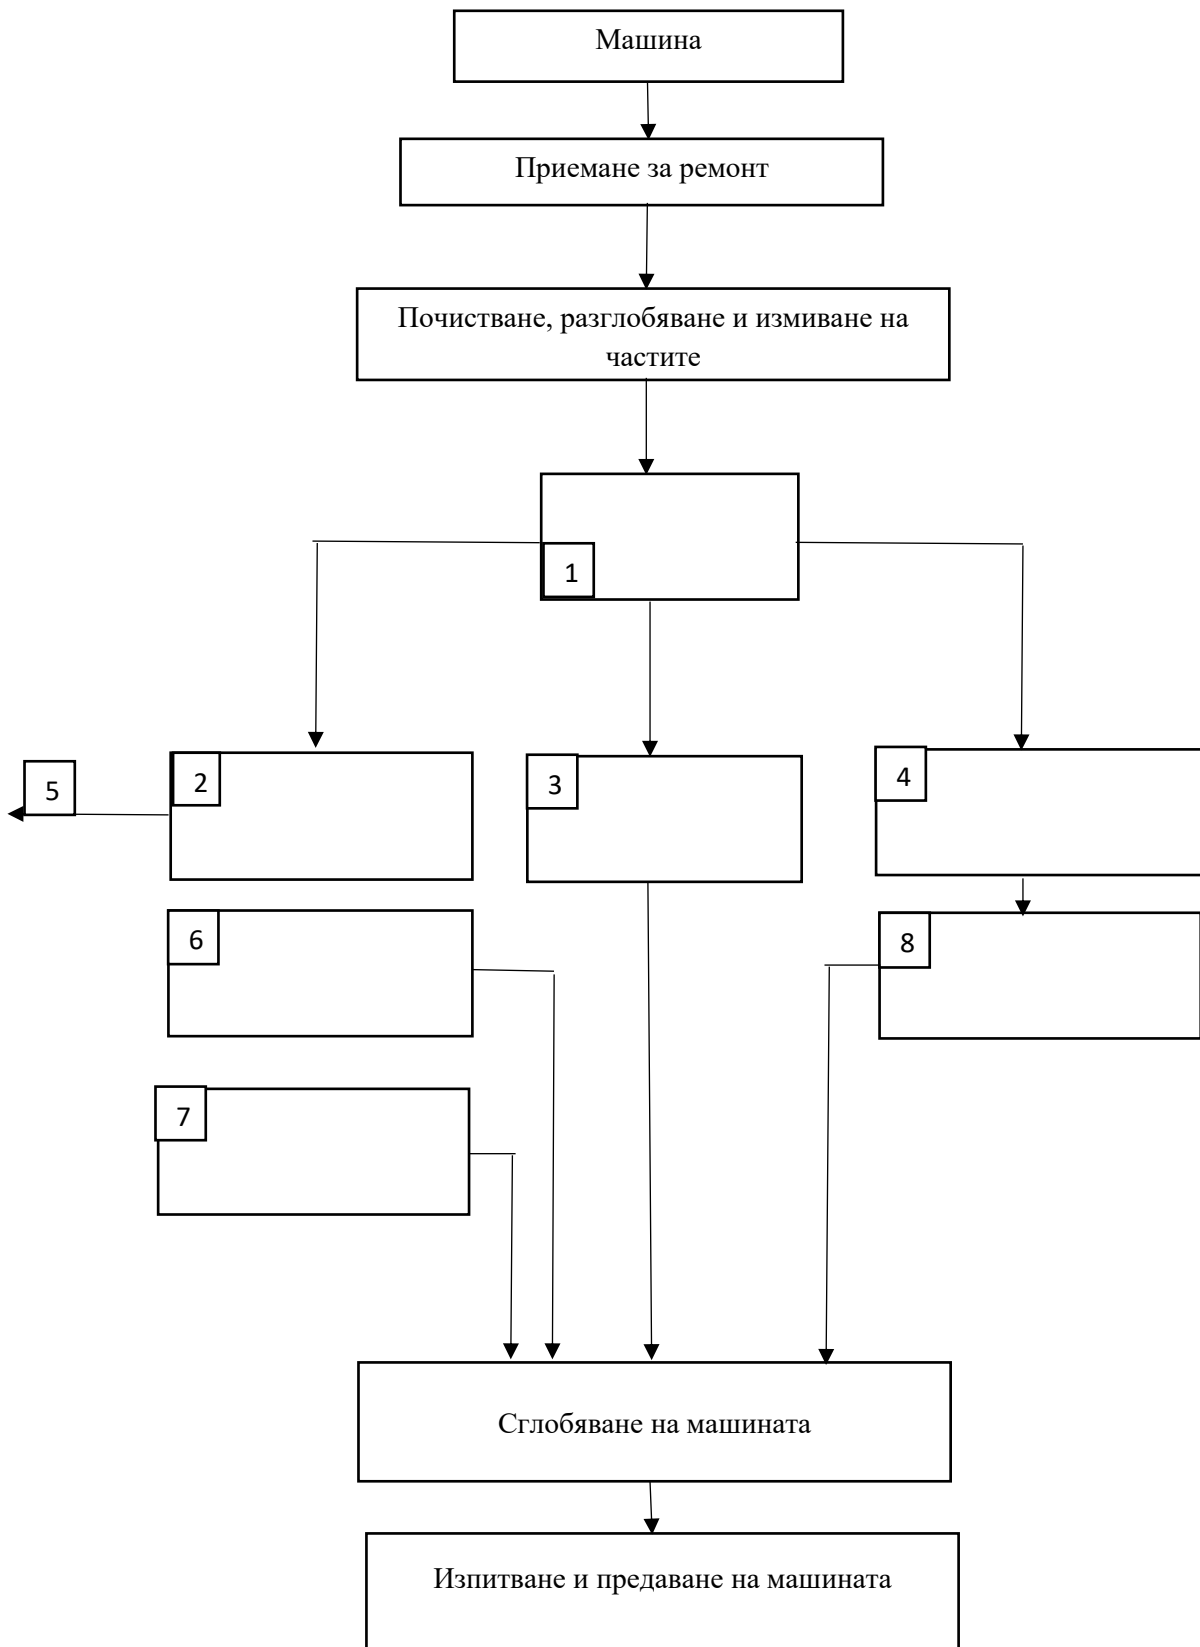 Машина
Приемане за ремонт
Почистване, разглобяване и измиване на
частите
1
2
3
4
5
6
8
7
Сглобяване на машината
Изпитване и предаване на машината